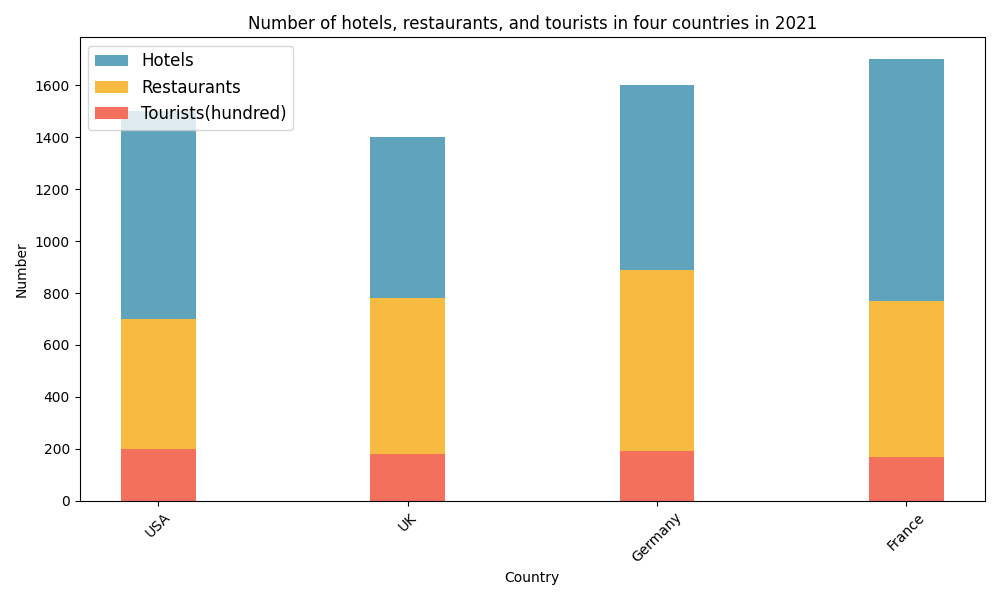 Number of hotels, restaurants, and tourists in four countries in 2021
Hotels
Restaurants
Tourists(hundred)
1600
1400
1200
1000
800
600
400
200
0
Number
USA
UK
Germany
France
Country